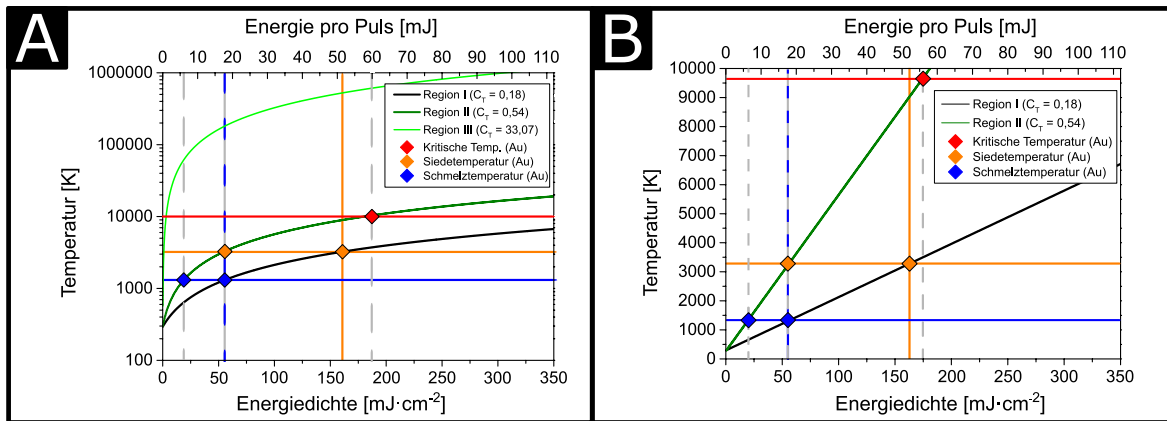 A
Energie pro Puls [mJ]
0 10 20 30 40 50 60 70 80 90 100 110
1000000
100000
10000
1000
100
Temperatur [K]
Region I (C_T = 0,18)
Region II (C_T = 0,54)
Region III (C_T = 33,07)
Kritische Temp. (Au)
Siedetemperatur (Au)
Schmelztemperatur (Au)
0 50 100 150 200 250 300 350
Energiedichte [mJ·cm⁻²]
B
Energie pro Puls [mJ]
0 10 20 30 40 50 60 70 80 90 100 110
10000
9000
8000
7000
6000
5000
4000
3000
2000
1000
0
Temperatur [K]
Region I (C_T = 0,18)
Region II (C_T = 0,54)
Kritische Temperatur (Au)
Siedetemperatur (Au)
Schmelztemperatur (Au)
0 50 100 150 200 250 300 350
Energiedichte [mJ·cm⁻²]